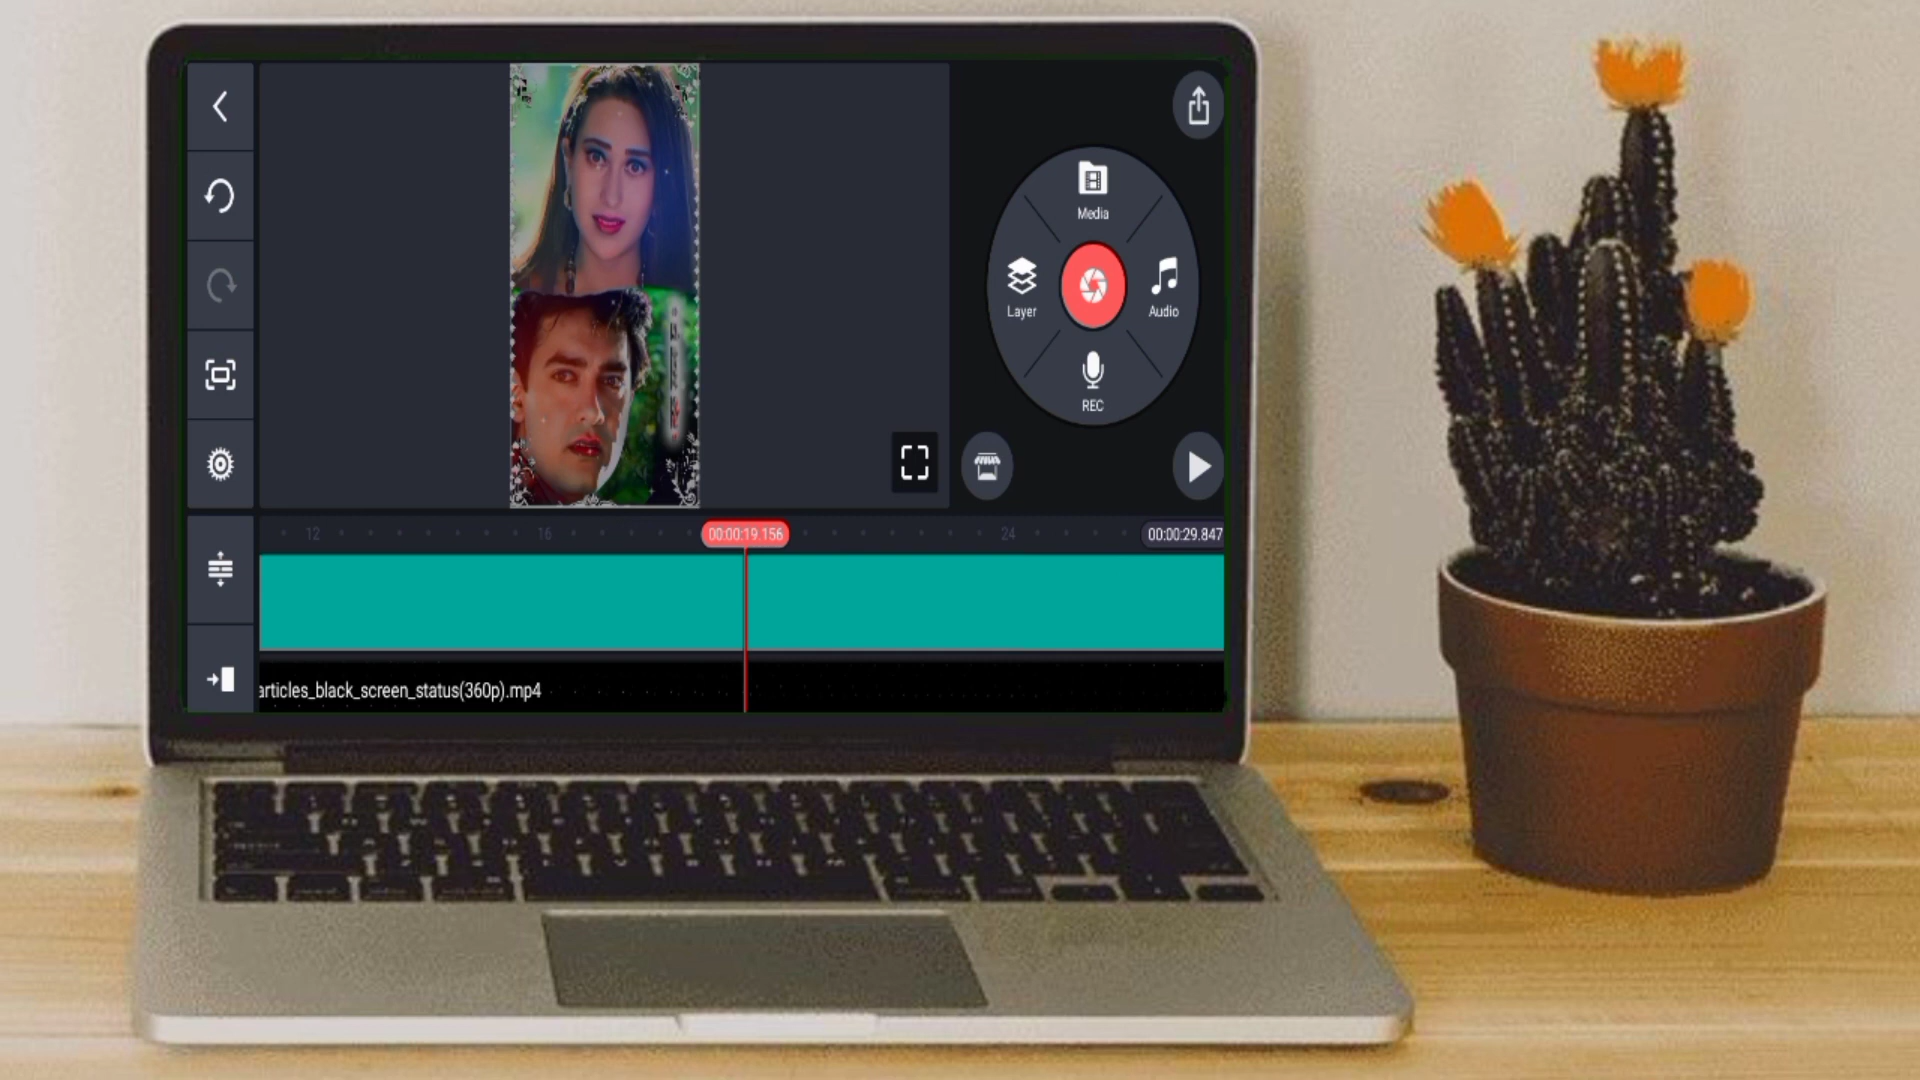 Media
Layer
Audio
REC
12
16
00:00:19.156
24
00:00:29.847
articles_black_screen_status(360p).mp4